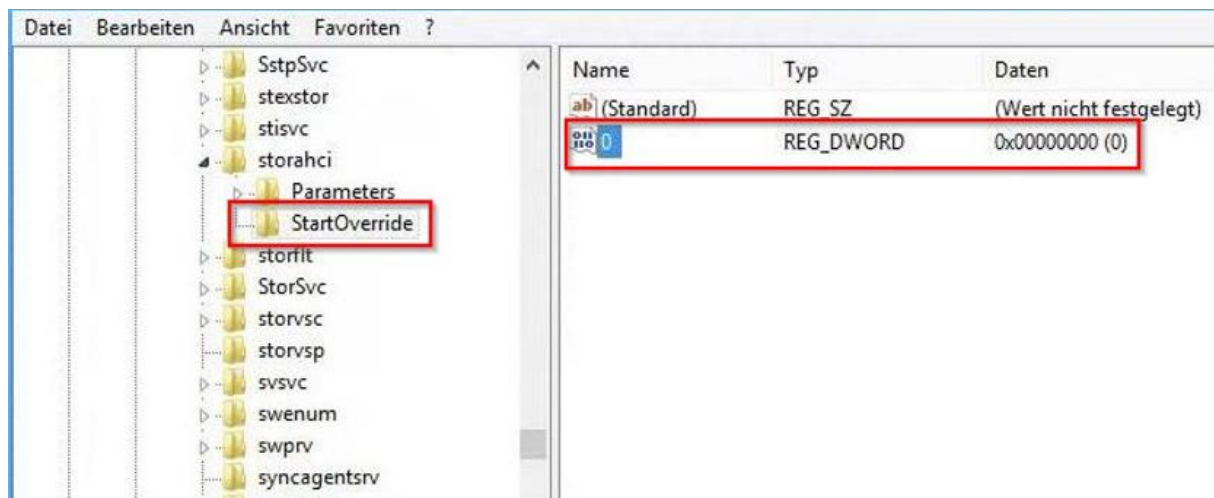 Datei Bearbeiten Ansicht Favoriten ?
SstpSvc
stexstor
stisvc
storahci
Parameters
StartOverride
storflt
StorSvc
storvsc
storvsp
svsvc
swenum
swprv
syncagentsrv
Name Typ Daten
(Standard) REG_SZ (Wert nicht festgelegt)
0 REG_DWORD 0x00000000 (0)